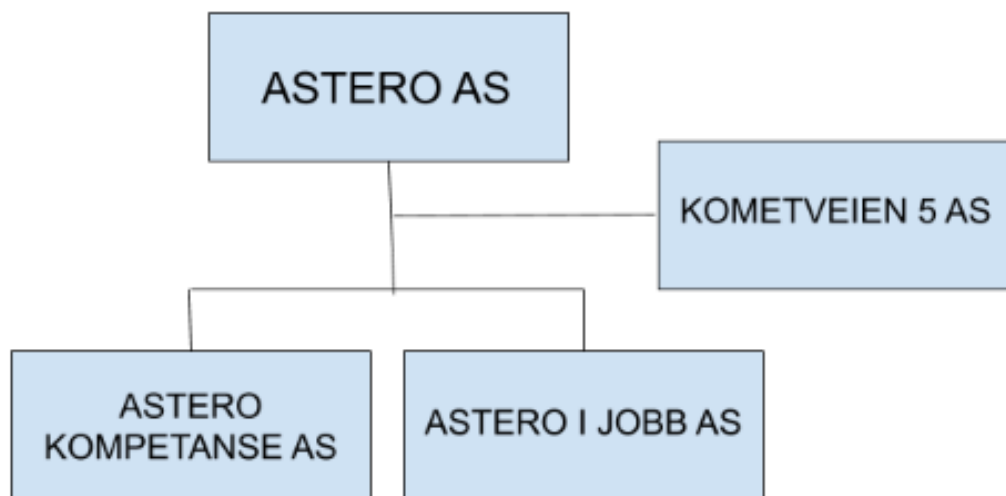 ASTERO AS
KOMETVEIEN 5 AS
ASTERO
KOMPETANSE AS
ASTERO I JOBB AS